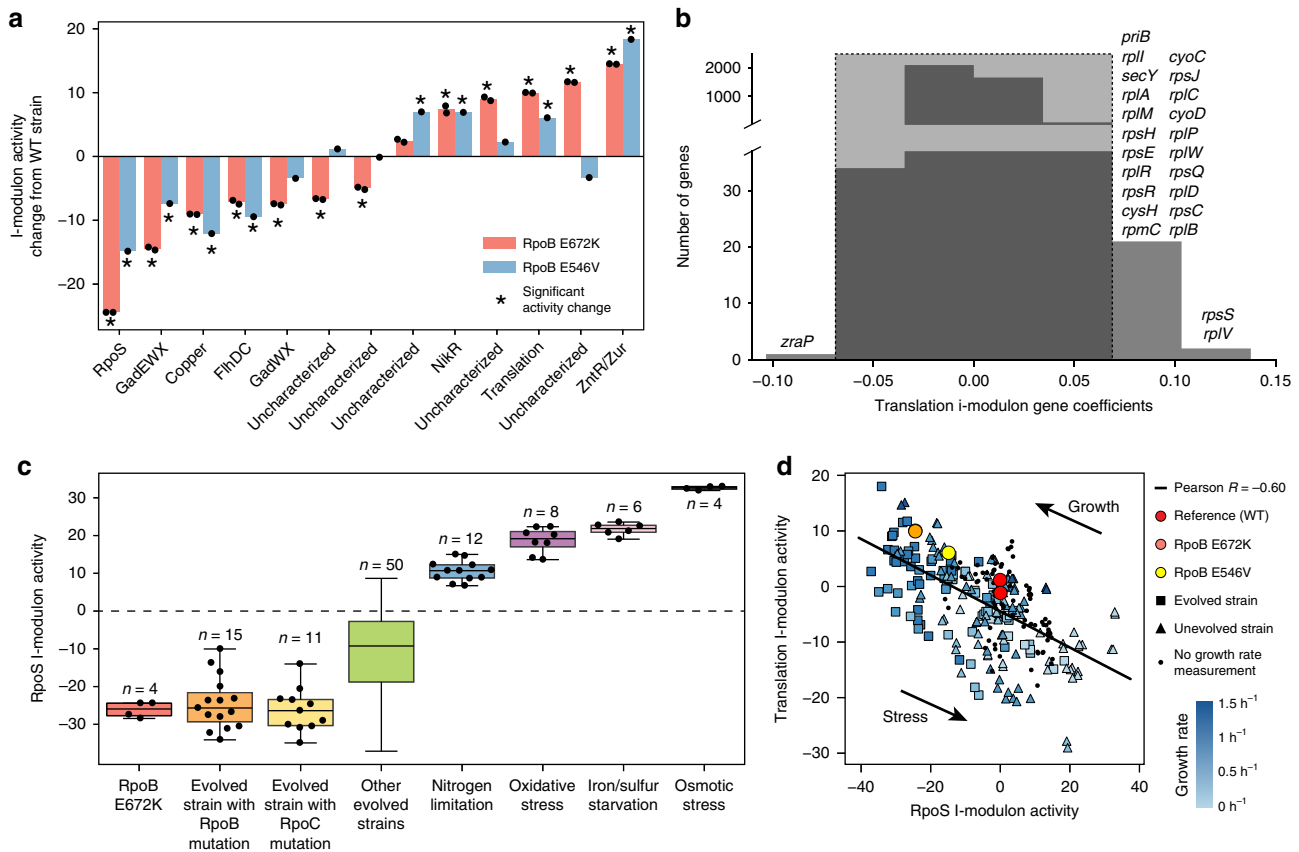 a
I-modulon activity
change from WT strain
20
10
0
−10
−20
RpoB E672K
RpoB E546V
* Significant
activity change
RpoS
GadEWX
Copper
FlhDC
GadWX
Uncharacterized
Uncharacterized
Uncharacterized
NikR
Uncharacterized
Translation
Uncharacterized
ZntR/Zur
b
Number of genes
2000
1000
30
20
10
0
priB
rplI cyoC
secY rpsJ
rplA rplC
rplM cyoD
rpsH rplP
rpsE rplW
rplR rpsQ
rpsR rplD
cysH rpsC
rpmC rplB
rpsS
rplV
zraP
−0.10 −0.05 0.00 0.05 0.10 0.15
Translation i-modulon gene coefficients
c
RpoS I-modulon activity
30
20
10
0
−10
−20
−30
n = 4
n = 15
n = 11
n = 50
n = 12
n = 8
n = 6
n = 4
RpoB
E672K
Evolved
strain with
RpoB
mutation
Evolved
strain with
RpoC
mutation
Other
evolved
strains
Nitrogen
limitation
Oxidative
stress
Iron/sulfur
starvation
Osmotic
stress
d
Translation I-modulon activity
20
10
0
−10
−20
−30
Growth
Stress
−40 −20 0 20 40
RpoS I-modulon activity
Pearson R = −0.60
Reference (WT)
RpoB E672K
RpoB E546V
Evolved strain
Unevolved strain
No growth rate
measurement
Growth rate
1.5 h−1
1 h−1
0.5 h−1
0 h−1